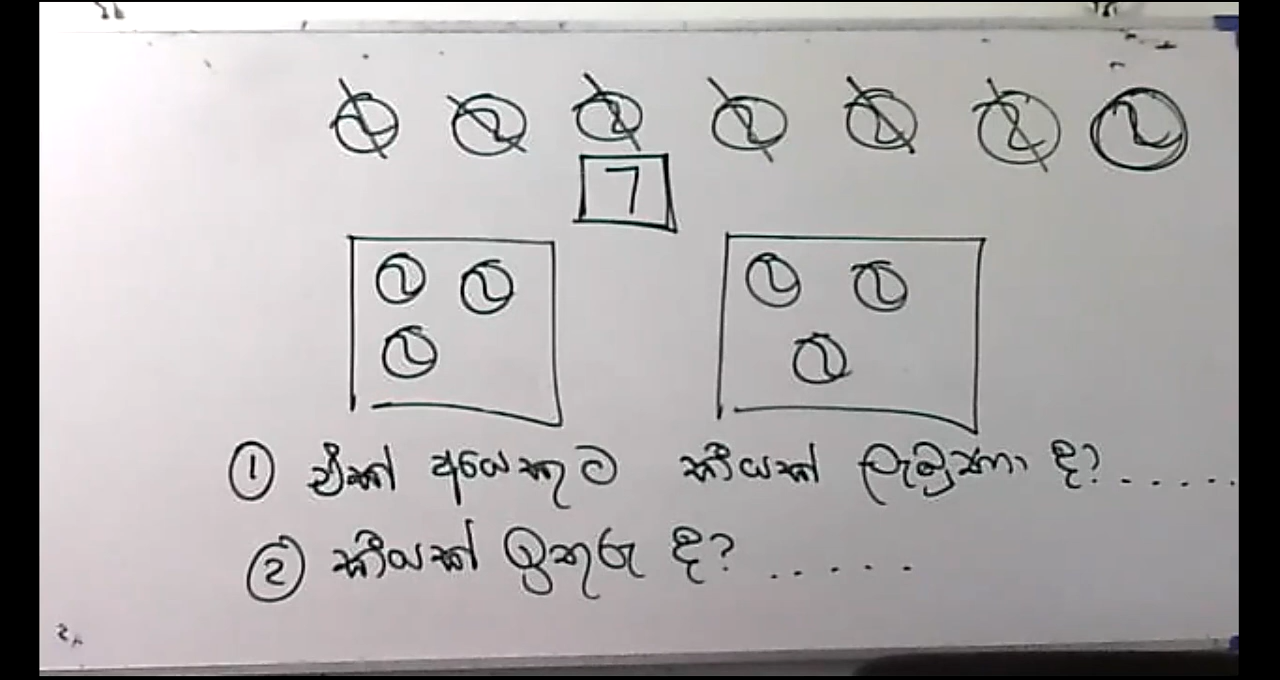 7
① එක් අයෙකුට කීයක් ලැබුණා ද? ......
② කීයක් ඉතුරු ද? .....